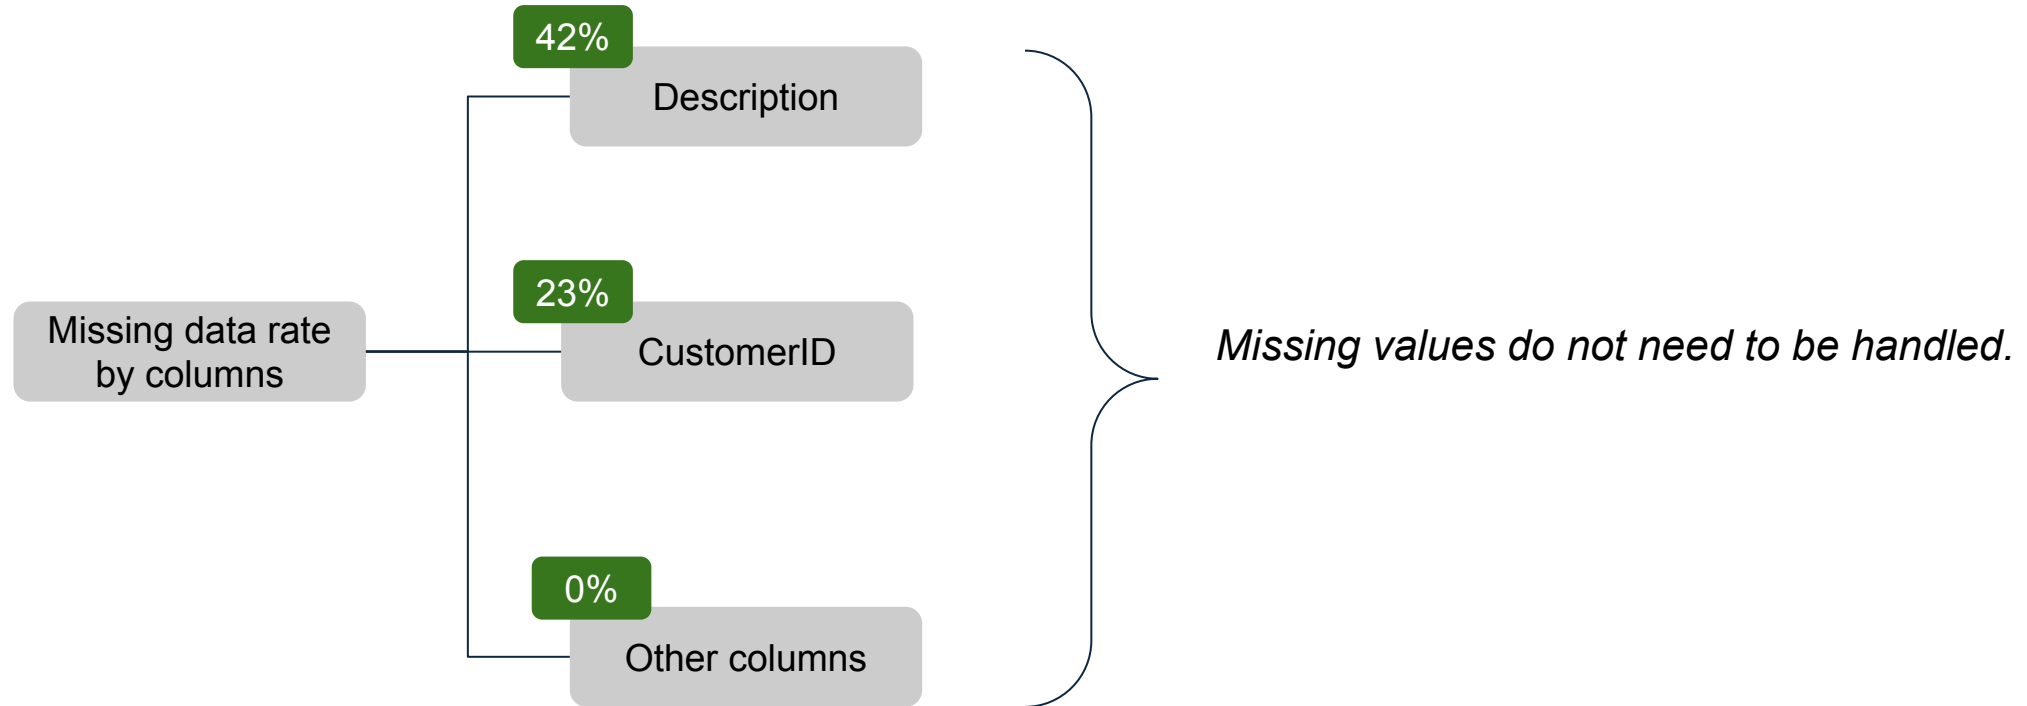 42%
Description
23%
Missing data rate
by columns
CustomerID
Missing values do not need to be handled.
0%
Other columns